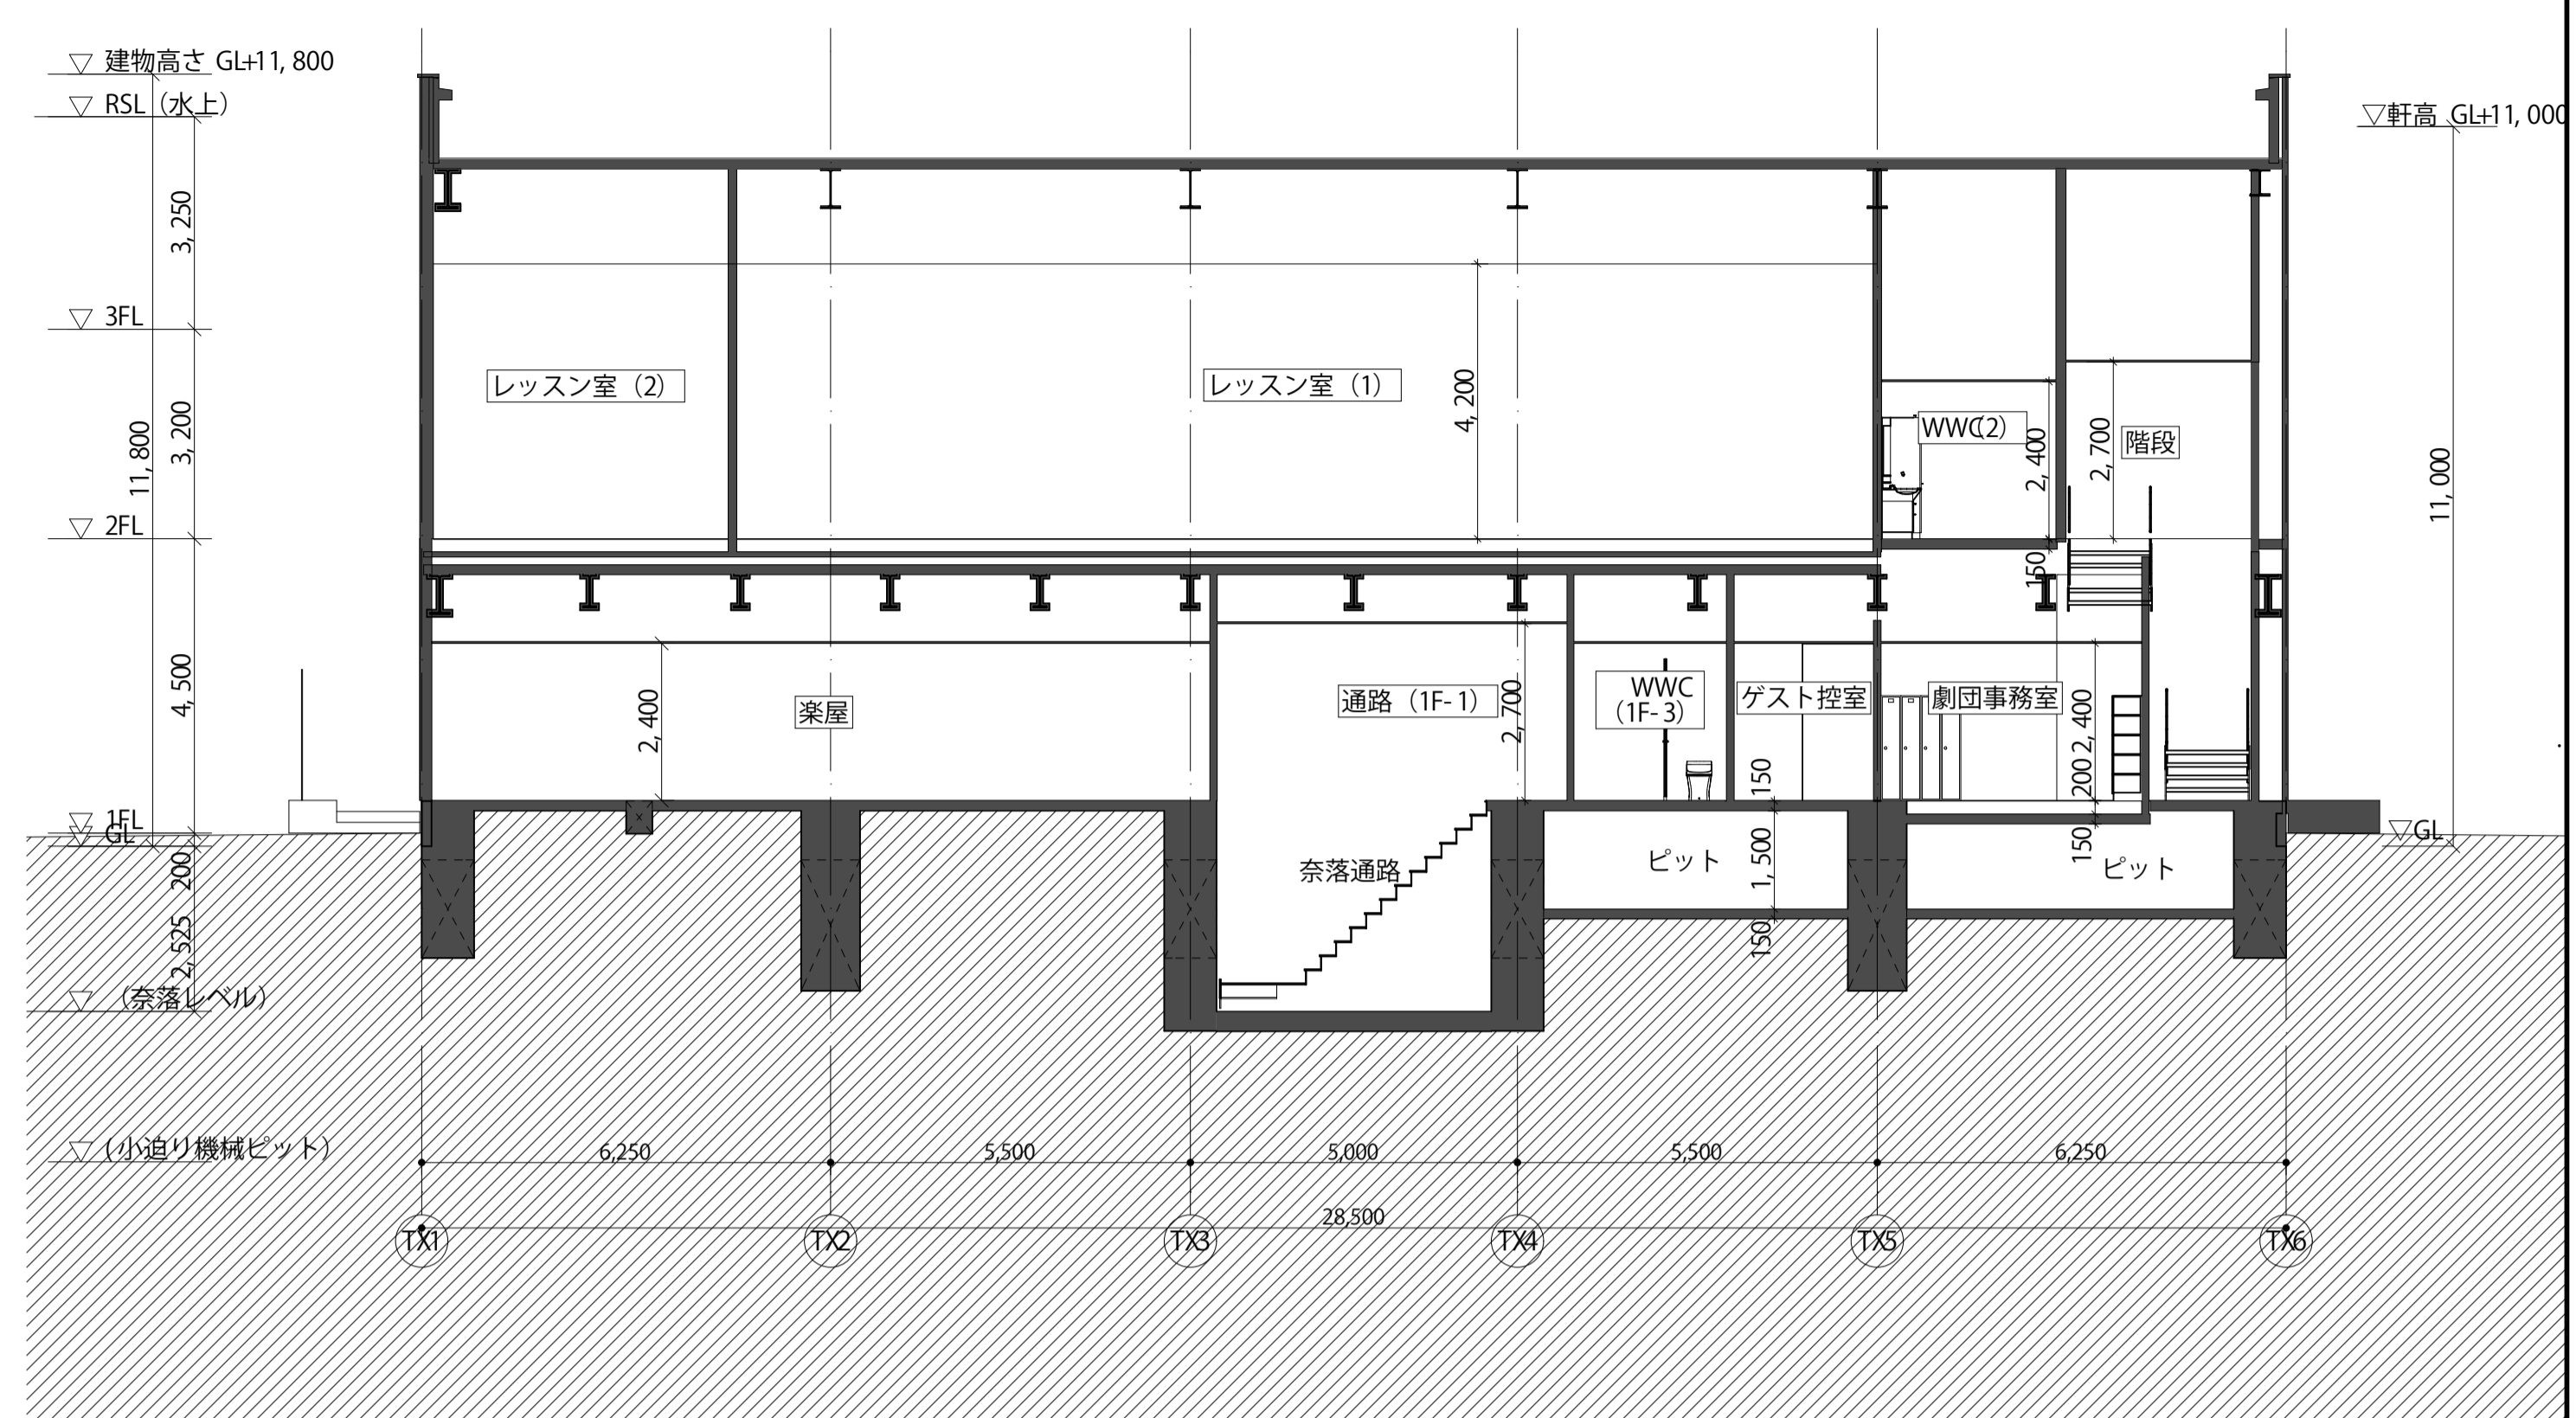 建物高さ GL+11, 800
RSL（水上）
▽軒高 GL+11, 000
3, 250
3FL
レッスン室（2）
レッスン室（1）
4, 200
WWC(2)
2, 400
2, 700
階段
3, 200
11, 800
11, 000
2FL
150
4, 500
楽屋
2, 400
通路（1F-1）
2, 700
WWC
（1F-3）
ゲスト控室
劇団事務室
2, 400
200
150
1FL
GL
▽GL
200
奈落通路
ピット
1, 500
150
ピット
150
2, 525
（奈落レベル）
(小迫り機械ピット）
6,250
5,500
5,000
5,500
6,250
28,500
TX1
TX2
TX3
TX4
TX5
TX6